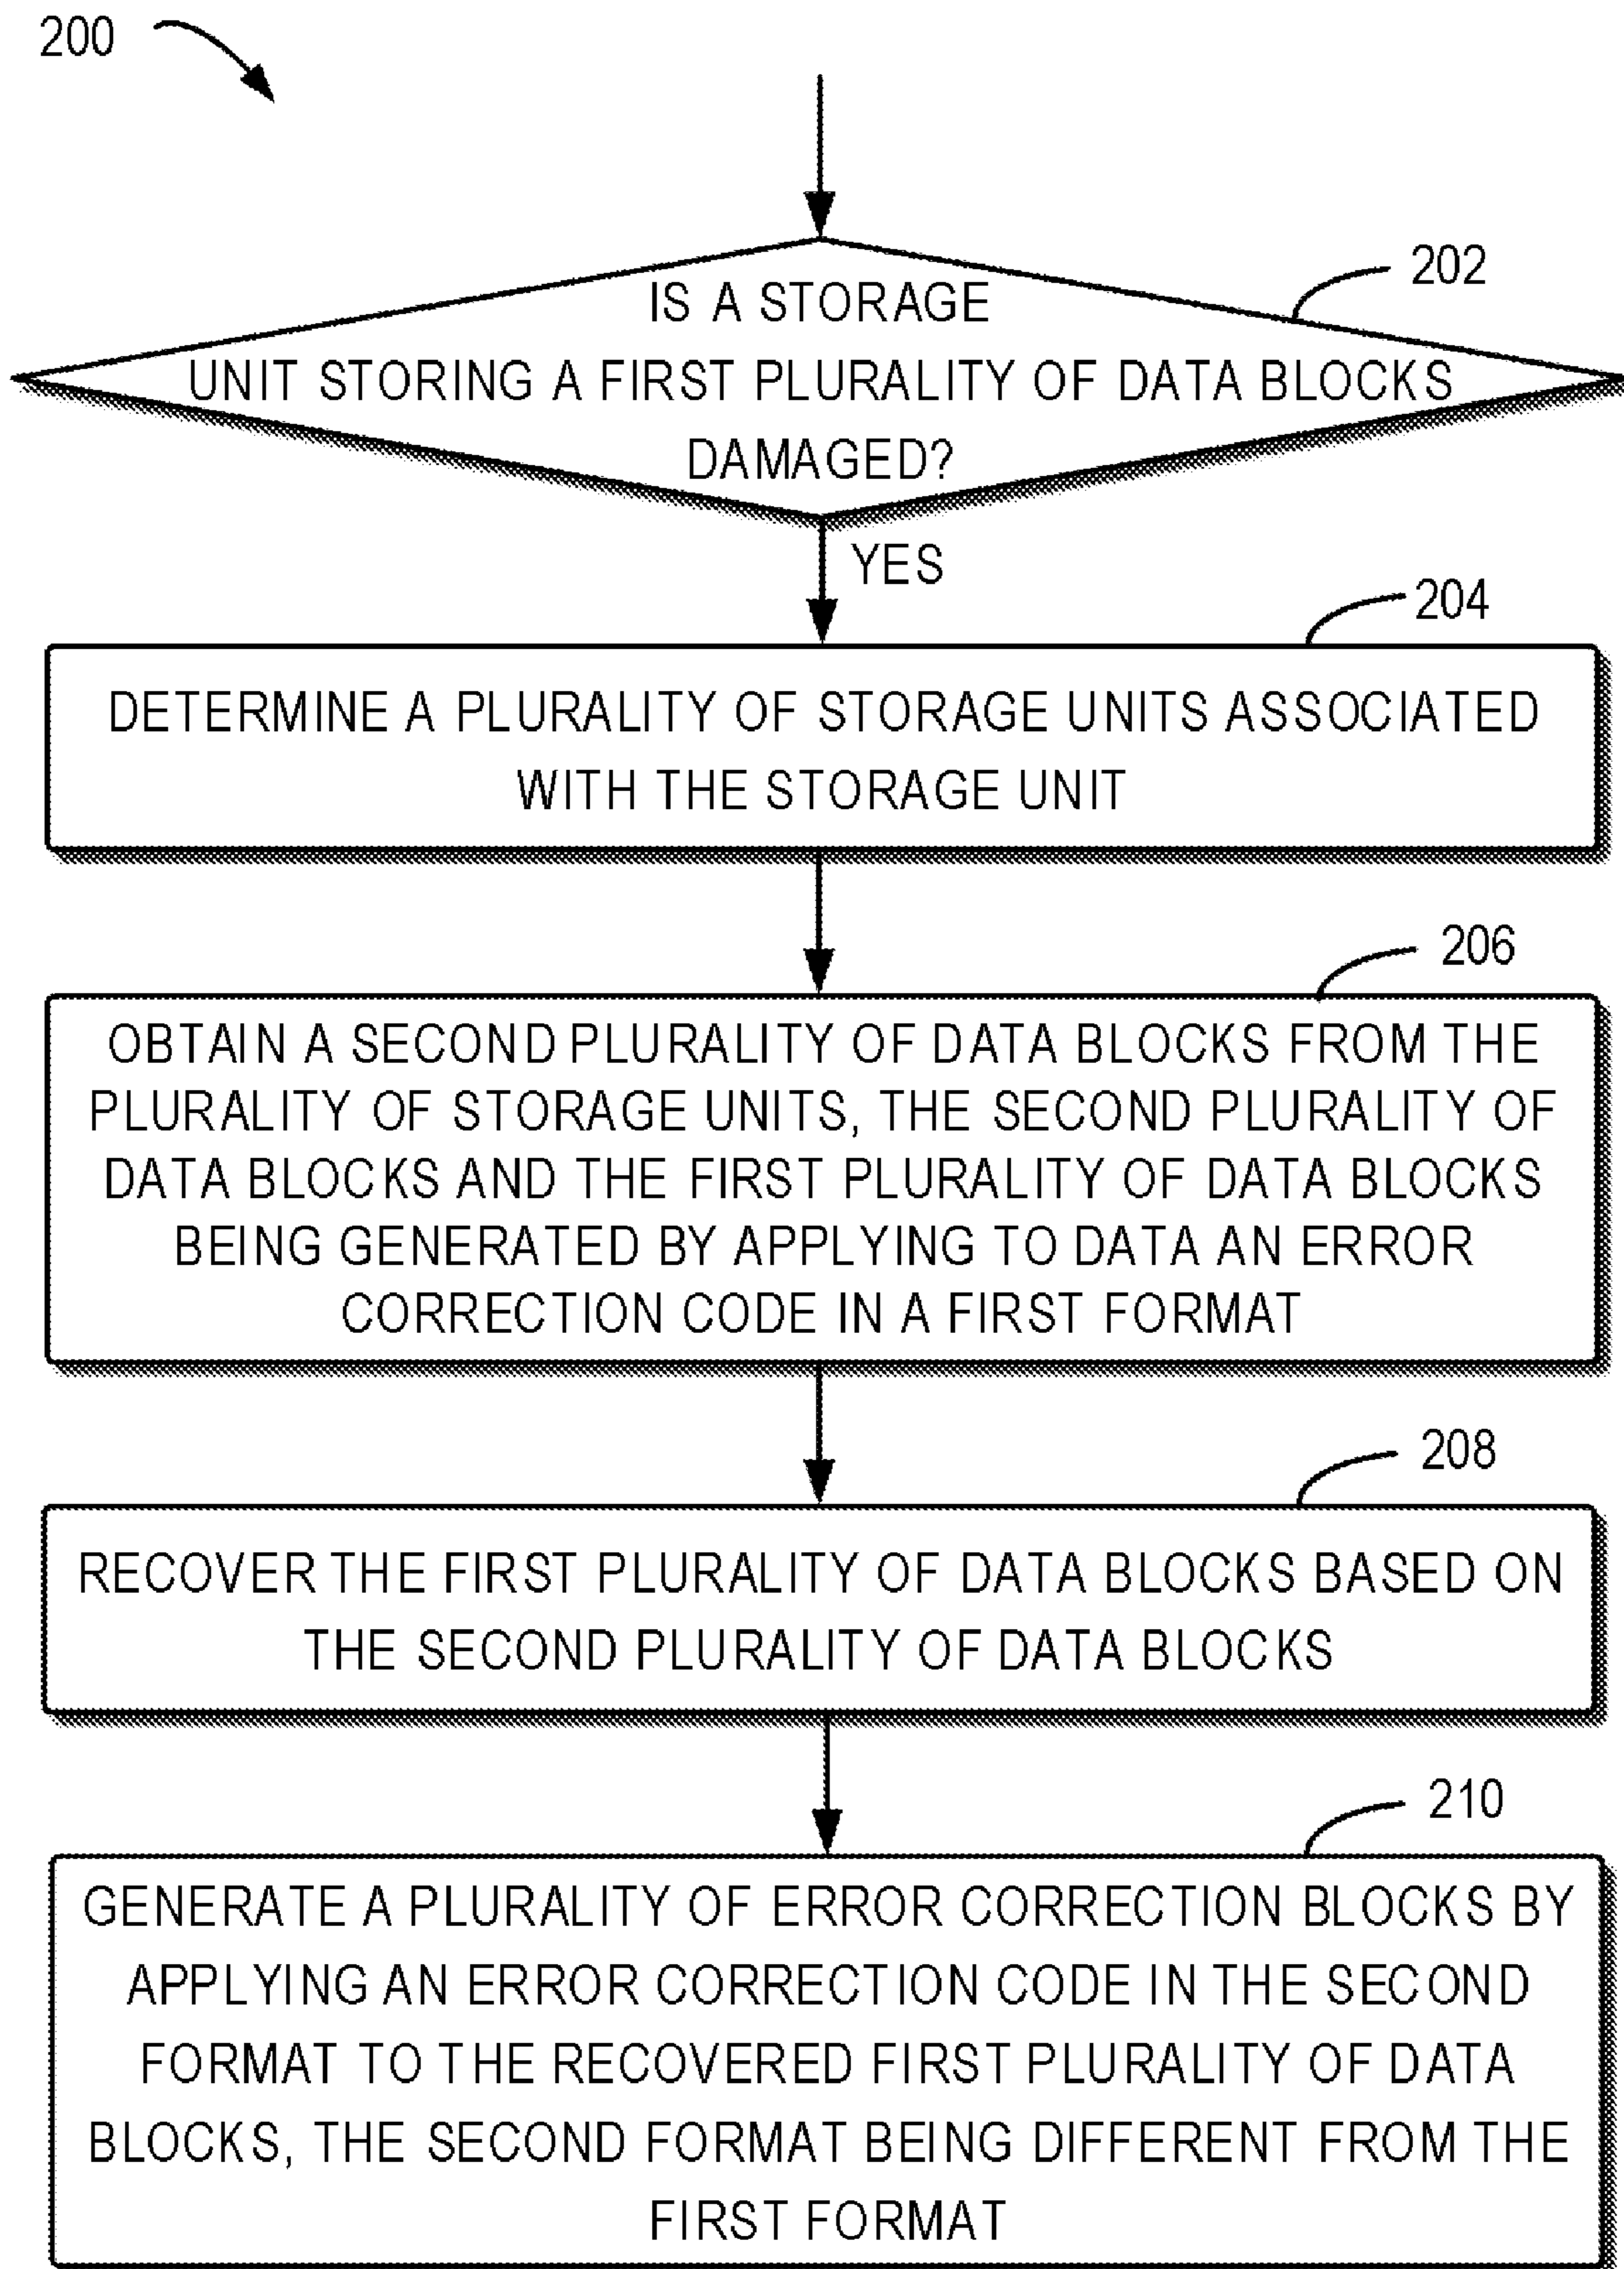 200
202
IS A STORAGE
UNIT STORING A FIRST PLURALITY OF DATA BLOCKS
DAMAGED?
YES
204
DETERMINE A PLURALITY OF STORAGE UNITS ASSOCIATED
WITH THE STORAGE UNIT
206
OBTAIN A SECOND PLURALITY OF DATA BLOCKS FROM THE
PLURALITY OF STORAGE UNITS, THE SECOND PLURALITY OF
DATA BLOCKS AND THE FIRST PLURALITY OF DATA BLOCKS
BEING GENERATED BY APPLYING TO DATA AN ERROR
CORRECTION CODE IN A FIRST FORMAT
208
RECOVER THE FIRST PLURALITY OF DATA BLOCKS BASED ON
THE SECOND PLURALITY OF DATA BLOCKS
210
GENERATE A PLURALITY OF ERROR CORRECTION BLOCKS BY
APPLYING AN ERROR CORRECTION CODE IN THE SECOND
FORMAT TO THE RECOVERED FIRST PLURALITY OF DATA
BLOCKS, THE SECOND FORMAT BEING DIFFERENT FROM THE
FIRST FORMAT